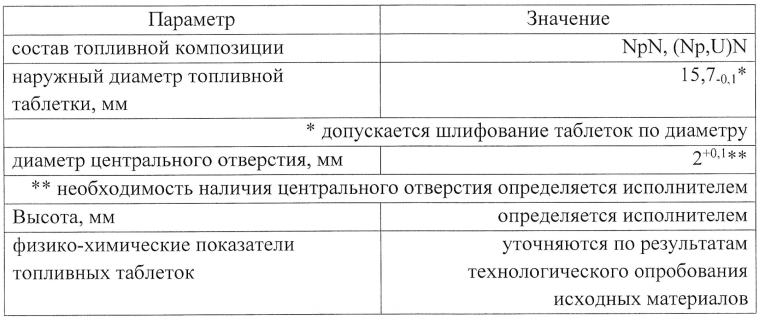 Параметр Значение
состав топливной композиции NpN, (Np,U)N
наружный диаметр топливной 15,7-0,1*
таблетки, мм
* допускается шлифование таблеток по диаметру
диаметр центрального отверстия, мм 2+0,1**
** необходимость наличия центрального отверстия определяется исполнителем
Высота, мм определяется исполнителем
физико-химические показатели уточняются по результатам
топливных таблеток технологического опробования
исходных материалов